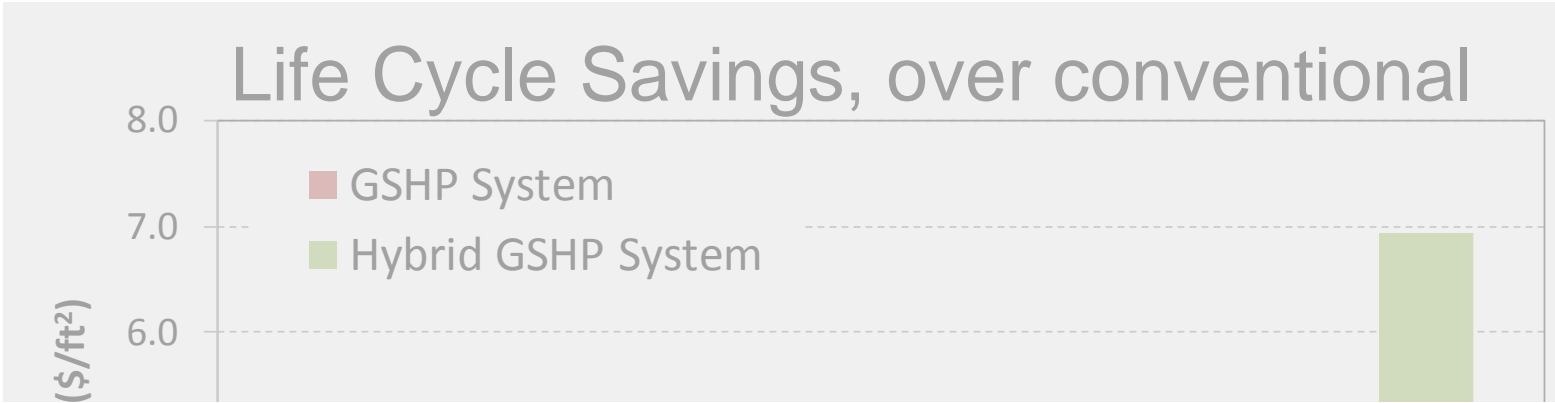 Life Cycle Savings, over conventional
8.0
GSHP System
7.0
Hybrid GSHP System
6.0
($/ft²)